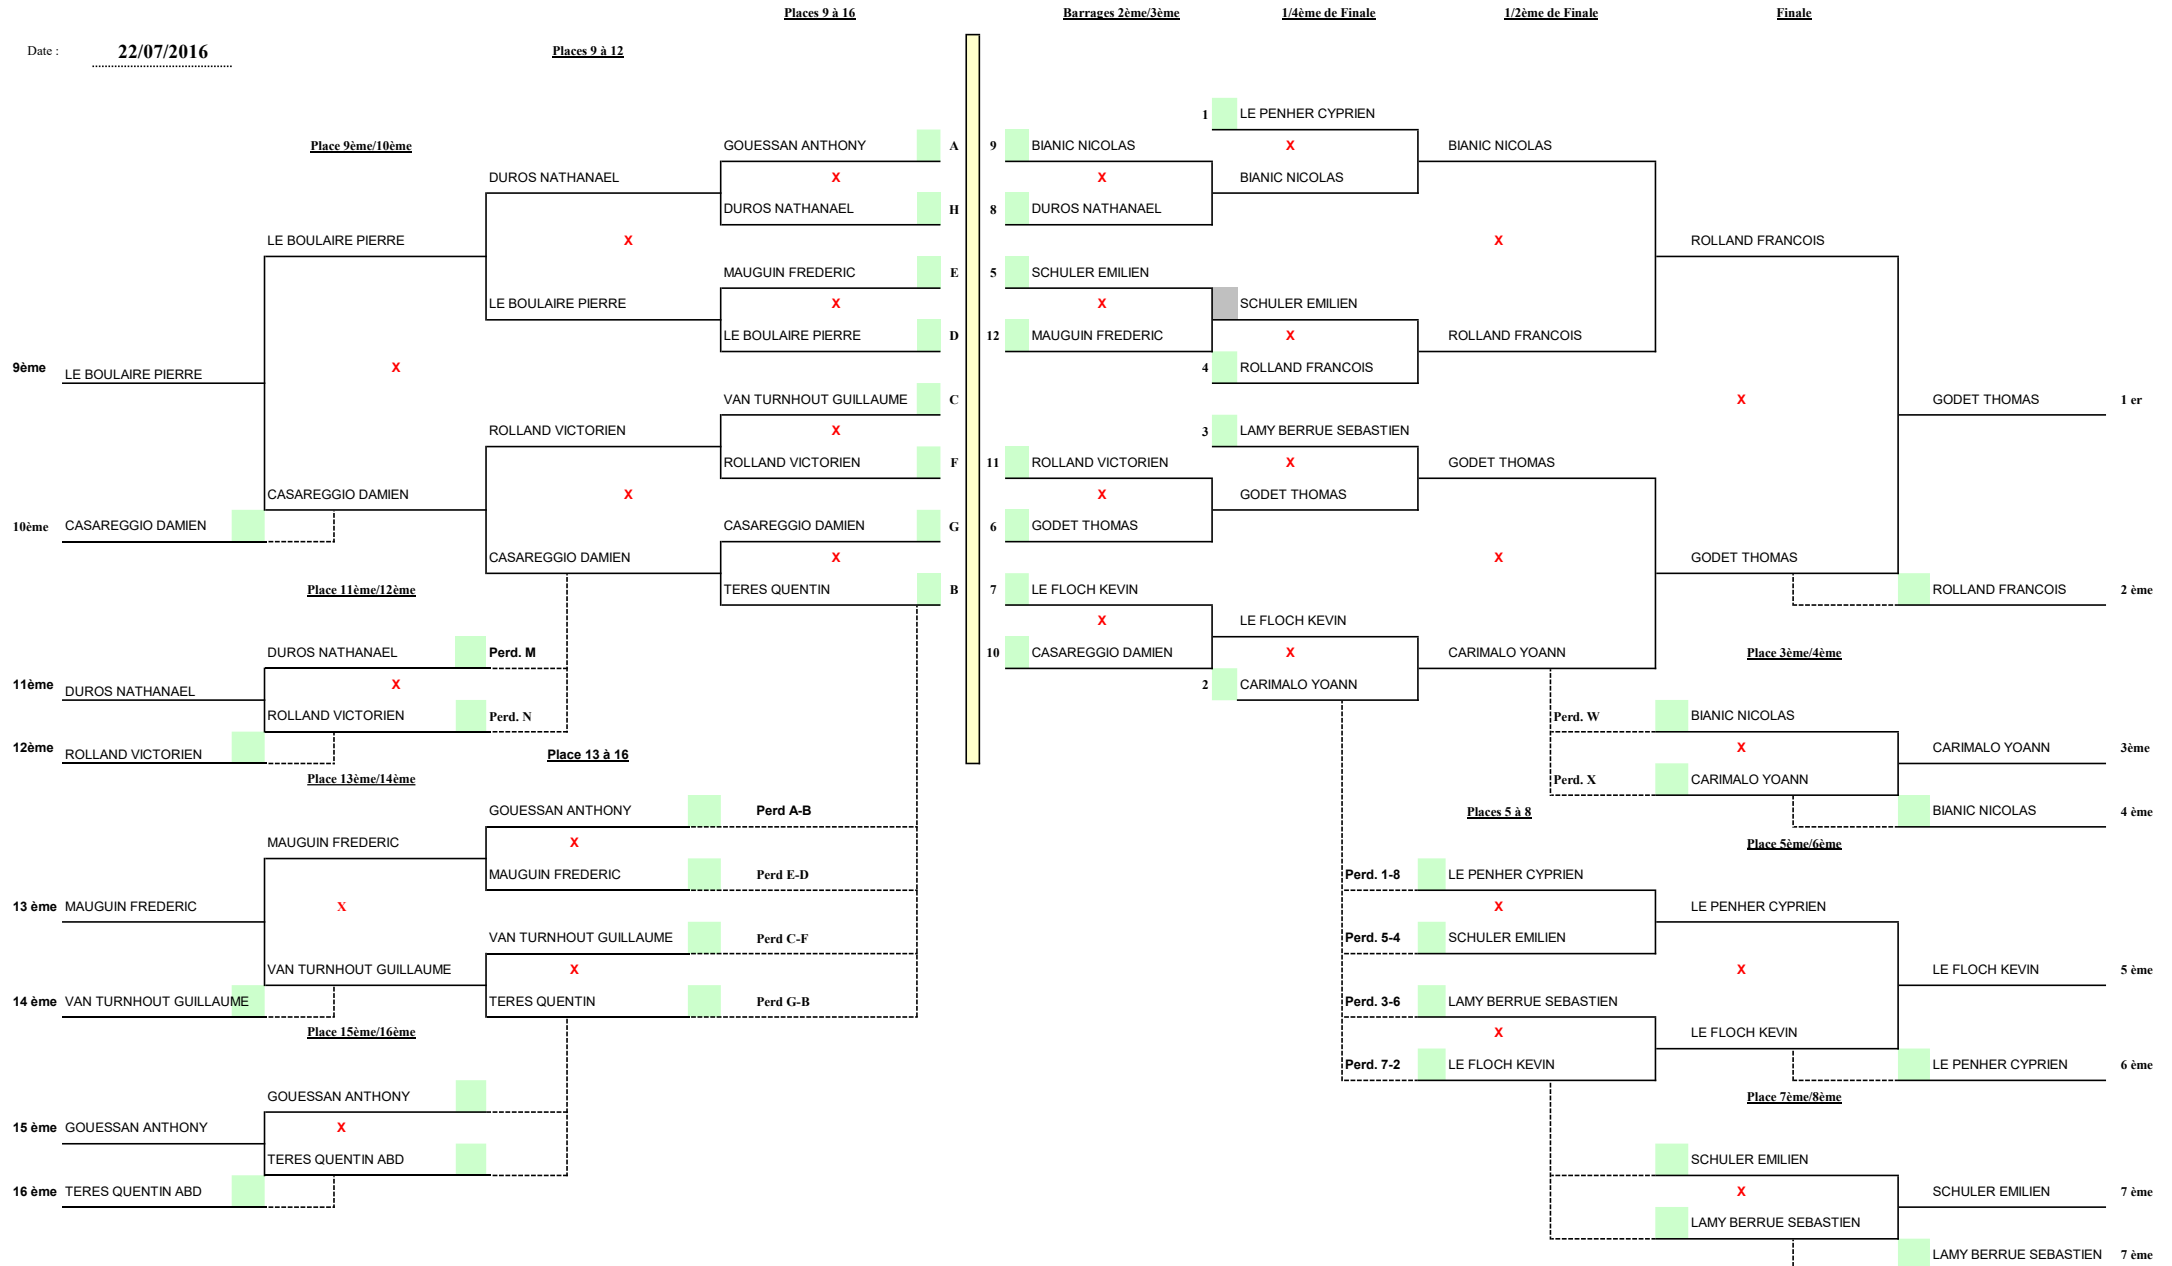 Places 9 à 16
Barrages 2ème/3ème
1/4ème de Finale
1/2ème de Finale
Finale
Date :
22/07/2016
Places 9 à 12
1 LE PENHER CYPRIEN
Place 9ème/10ème
GOUESSAN ANTHONY A
9 BIANIC NICOLAS
X
BIANIC NICOLAS
DUROS NATHANAEL
X
X
BIANIC NICOLAS
DUROS NATHANAEL H
8 DUROS NATHANAEL
LE BOULAIRE PIERRE
X
X
ROLLAND FRANCOIS
MAUGUIN FREDERIC E
5 SCHULER EMILIEN
LE BOULAIRE PIERRE
X
X
SCHULER EMILIEN
LE BOULAIRE PIERRE D
12 MAUGUIN FREDERIC
X
ROLLAND FRANCOIS
9ème LE BOULAIRE PIERRE
X
4 ROLLAND FRANCOIS
VAN TURNHOUT GUILLAUME C
X
GODET THOMAS 1 er
ROLLAND VICTORIEN
X
3 LAMY BERRUE SEBASTIEN
ROLLAND VICTORIEN F
11 ROLLAND VICTORIEN
X
GODET THOMAS
CASAREGGIO DAMIEN
X
X
GODET THOMAS
10ème CASAREGGIO DAMIEN
CASAREGGIO DAMIEN G
6 GODET THOMAS
CASAREGGIO DAMIEN
X
X
GODET THOMAS
Place 11ème/12ème
TERES QUENTIN B
7 LE FLOCH KEVIN
ROLLAND FRANCOIS 2 ème
X
LE FLOCH KEVIN
DUROS NATHANAEL Perd. M
10 CASAREGGIO DAMIEN
X
CARIMALO YOANN
Place 3ème/4ème
11ème DUROS NATHANAEL
X
2 CARIMALO YOANN
ROLLAND VICTORIEN Perd. N
Perd. W BIANIC NICOLAS
12ème ROLLAND VICTORIEN
Place 13 à 16
X
CARIMALO YOANN 3ème
Place 13ème/14ème
Perd. X CARIMALO YOANN
GOUESSAN ANTHONY Perd A-B
Places 5 à 8
BIANIC NICOLAS 4 ème
MAUGUIN FREDERIC
X
Place 5ème/6ème
MAUGUIN FREDERIC Perd E-D
Perd. 1-8 LE PENHER CYPRIEN
13 ème MAUGUIN FREDERIC
X
X
LE PENHER CYPRIEN
VAN TURNHOUT GUILLAUME Perd C-F
Perd. 5-4 SCHULER EMILIEN
VAN TURNHOUT GUILLAUME
X
X
LE FLOCH KEVIN 5 ème
14 ème VAN TURNHOUT GUILLAUME
TERES QUENTIN Perd G-B
Perd. 3-6 LAMY BERRUE SEBASTIEN
Place 15ème/16ème
X
LE FLOCH KEVIN
Perd. 7-2 LE FLOCH KEVIN
LE PENHER CYPRIEN 6 ème
GOUESSAN ANTHONY
Place 7ème/8ème
15 ème GOUESSAN ANTHONY
X
TERES QUENTIN ABD
SCHULER EMILIEN
16 ème TERES QUENTIN ABD
X
SCHULER EMILIEN 7 ème
LAMY BERRUE SEBASTIEN
LAMY BERRUE SEBASTIEN 7 ème